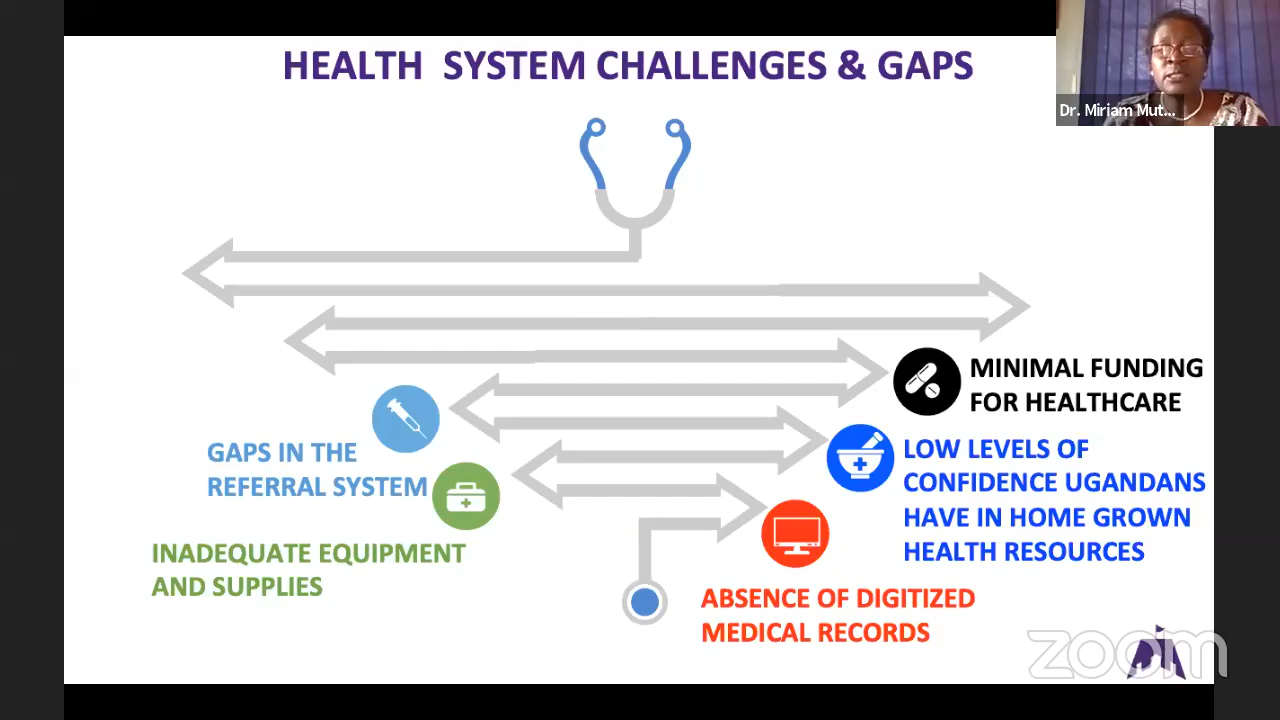 HEALTH SYSTEM CHALLENGES & GAPS
Dr. Miriam Mut...
MINIMAL FUNDING
FOR HEALTHCARE
GAPS IN THE
REFERRAL SYSTEM
LOW LEVELS OF
CONFIDENCE UGANDANS
HAVE IN HOME GROWN
HEALTH RESOURCES
INADEQUATE EQUIPMENT
AND SUPPLIES
ABSENCE OF DIGITIZED
MEDICAL RECORDS
zoom